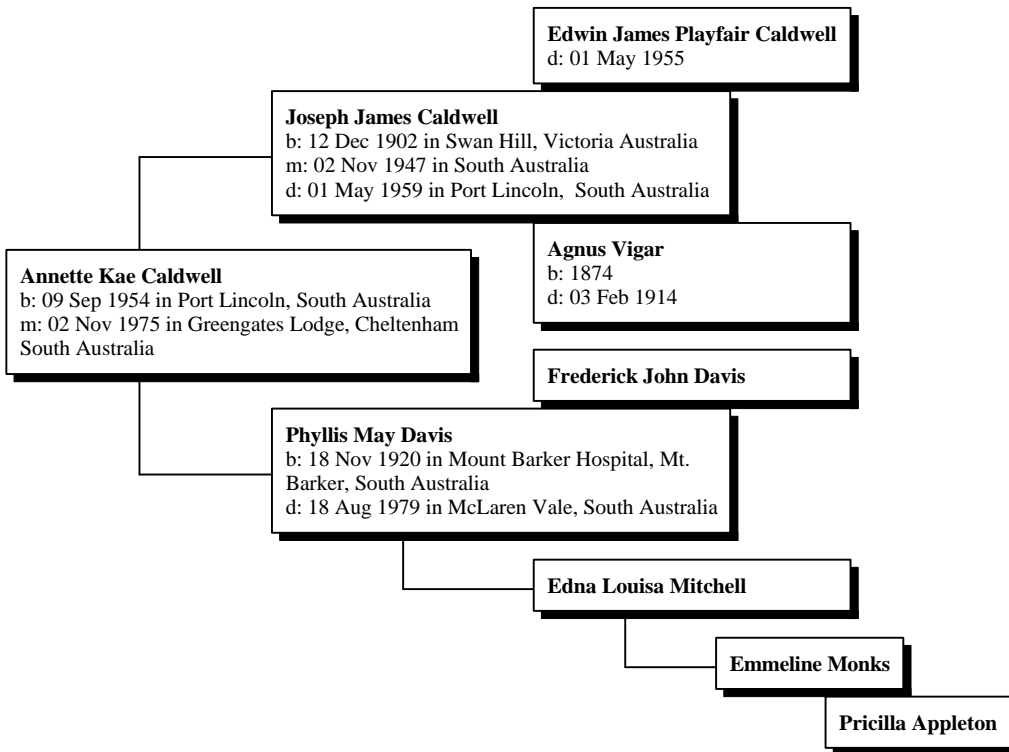 Edwin James Playfair Caldwell
d: 01 May 1955
Joseph James Caldwell
b: 12 Dec 1902 in Swan Hill, Victoria Australia
m: 02 Nov 1947 in South Australia
d: 01 May 1959 in Port Lincoln,  South Australia
Agnus Vigar
b: 1874
d: 03 Feb 1914
Annette Kae Caldwell
b: 09 Sep 1954 in Port Lincoln, South Australia
m: 02 Nov 1975 in Greengates Lodge, Cheltenham
South Australia
Frederick John Davis
Phyllis May Davis
b: 18 Nov 1920 in Mount Barker Hospital, Mt.
Barker, South Australia
d: 18 Aug 1979 in McLaren Vale, South Australia
Edna Louisa Mitchell
Emmeline Monks
Pricilla Appleton